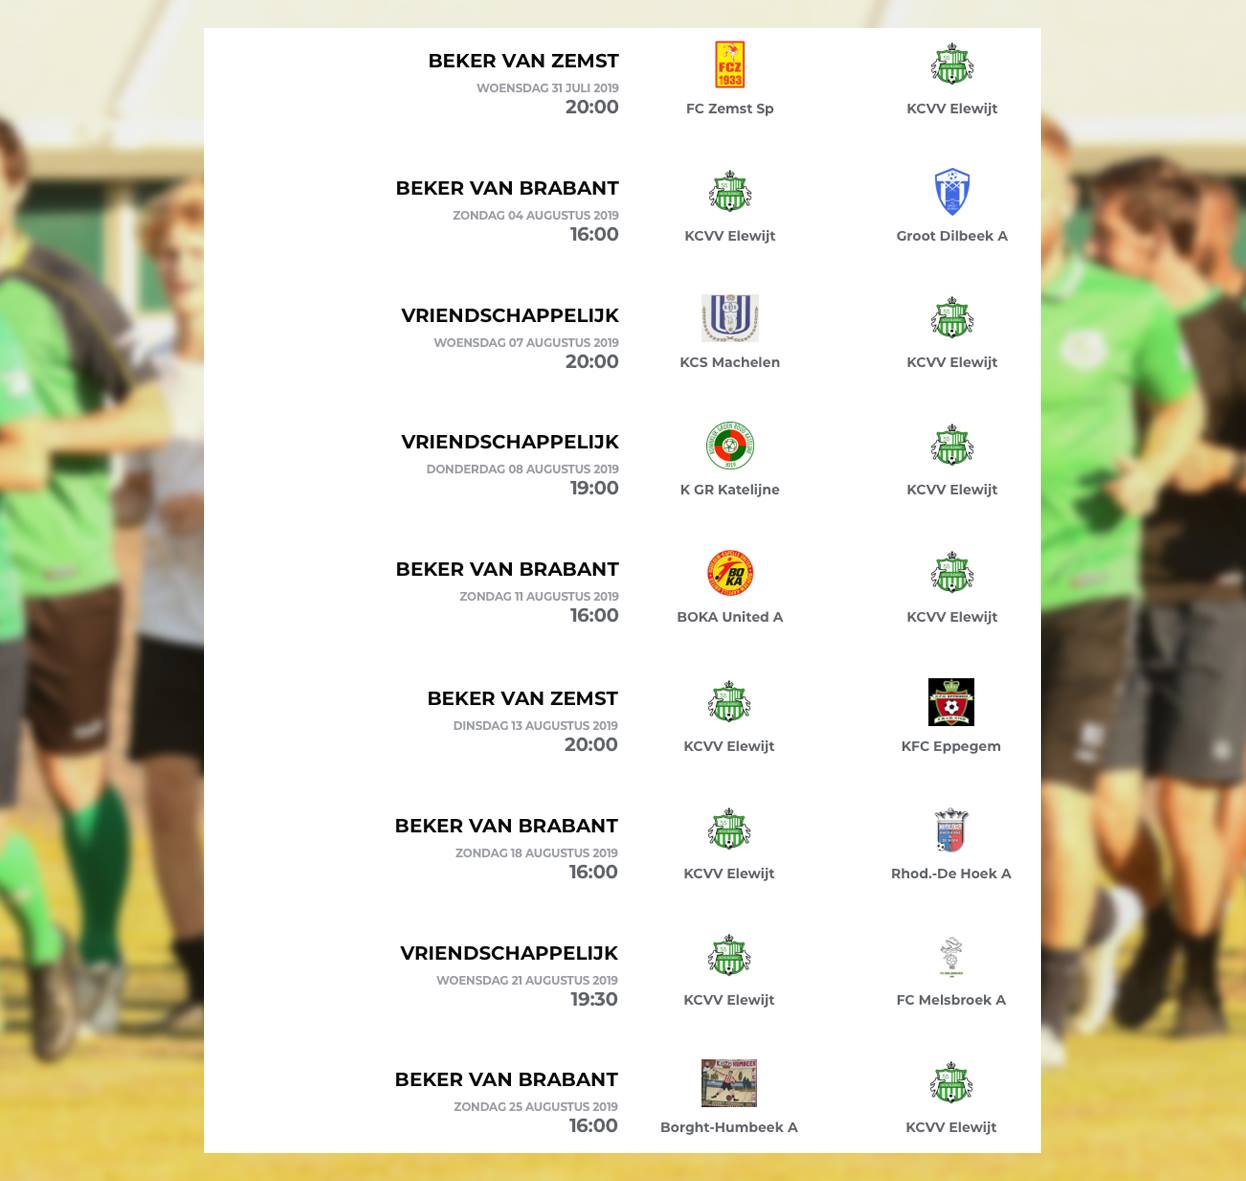 BEKER VAN ZEMST
WOENSDAG 31 JULI 2019
20:00
FCZ
1933
FC Zemst Sp
KCVV Elewijt
BEKER VAN BRABANT
ZONDAG 04 AUGUSTUS 2019
16:00
KCVV Elewijt
Groot Dilbeek A
VRIENDSCHAPPELIJK
WOENSDAG 07 AUGUSTUS 2019
20:00
KCS Machelen
KCVV Elewijt
VRIENDSCHAPPELIJK
DONDERDAG 08 AUGUSTUS 2019
19:00
K GR Katelijne
KCVV Elewijt
BEKER VAN BRABANT
ZONDAG 11 AUGUSTUS 2019
16:00
BO
KA
BOKA United A
KCVV Elewijt
BEKER VAN ZEMST
DINSDAG 13 AUGUSTUS 2019
20:00
KCVV Elewijt
KFC Eppegem
BEKER VAN BRABANT
ZONDAG 18 AUGUSTUS 2019
16:00
KCVV Elewijt
Rhod.-De Hoek A
VRIENDSCHAPPELIJK
WOENSDAG 21 AUGUSTUS 2019
19:30
KCVV Elewijt
FC Melsbroek A
BEKER VAN BRABANT
ZONDAG 25 AUGUSTUS 2019
16:00
Borght-Humbeek A
KCVV Elewijt